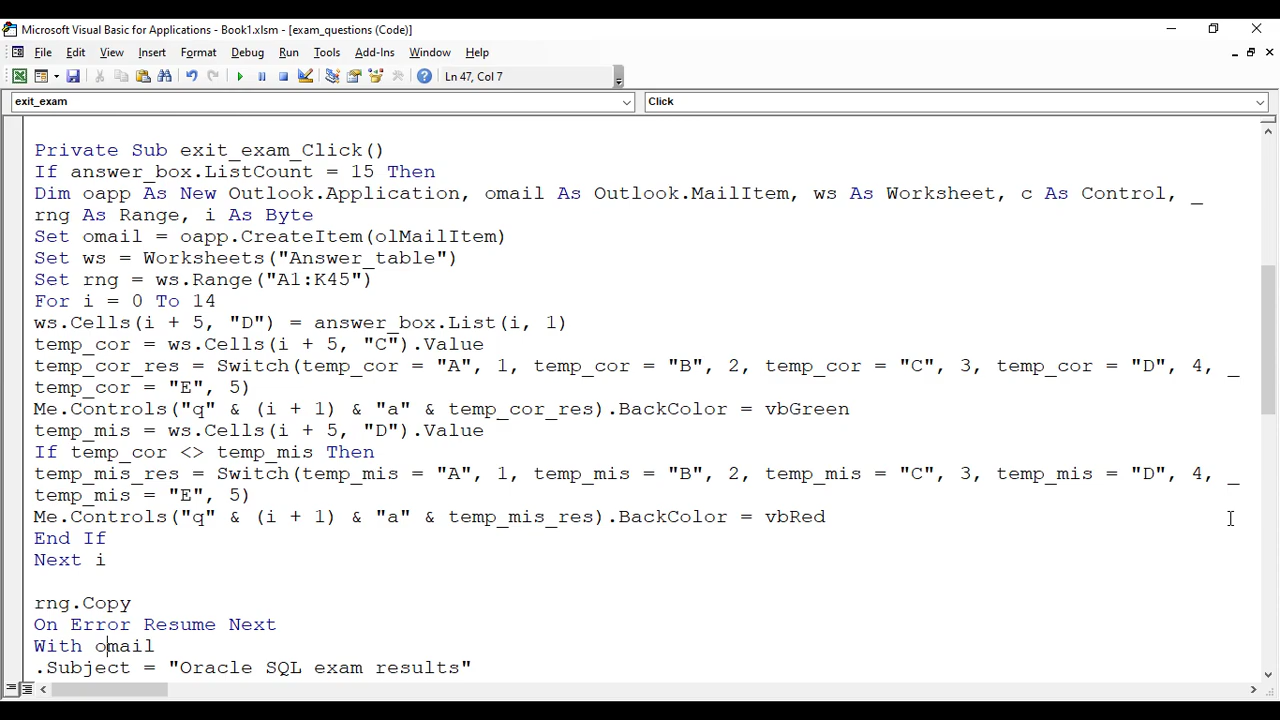 Microsoft Visual Basic for Applications - Book1.xlsm - [exam_questions (Code)]
File Edit View Insert Format Debug Run Tools Add-Ins Window Help
Ln 47, Col 7
exit_exam Click
Private Sub exit_exam_Click()
If answer_box.ListCount = 15 Then
Dim oapp As New Outlook.Application, omail As Outlook.MailItem, ws As Worksheet, c As Control, _
rng As Range, i As Byte
Set omail = oapp.CreateItem(olMailItem)
Set ws = Worksheets("Answer_table")
Set rng = ws.Range("A1:K45")
For i = 0 To 14
ws.Cells(i + 5, "D") = answer_box.List(i, 1)
temp_cor = ws.Cells(i + 5, "C").Value
temp_cor_res = Switch(temp_cor = "A", 1, temp_cor = "B", 2, temp_cor = "C", 3, temp_cor = "D", 4, _
temp_cor = "E", 5)
Me.Controls("q" & (i + 1) & "a" & temp_cor_res).BackColor = vbGreen
temp_mis = ws.Cells(i + 5, "D").Value
If temp_cor <> temp_mis Then
temp_mis_res = Switch(temp_mis = "A", 1, temp_mis = "B", 2, temp_mis = "C", 3, temp_mis = "D", 4, _
temp_mis = "E", 5)
Me.Controls("q" & (i + 1) & "a" & temp_mis_res).BackColor = vbRed
End If
Next i
rng.Copy
On Error Resume Next
With omail
.Subject = "Oracle SQL exam results"